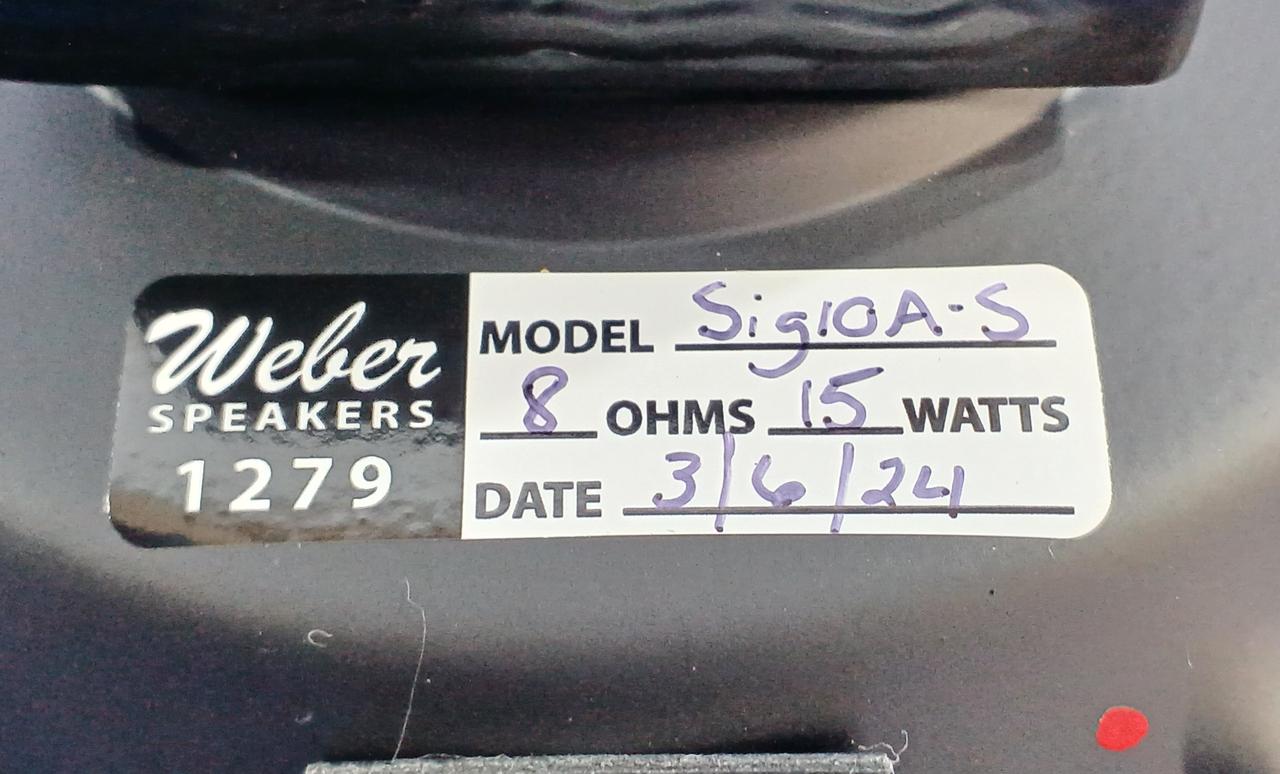 Weber
SPEAKERS
1279
MODEL Sig10A-S
8 OHMS 15 WATTS
DATE 3/6/24